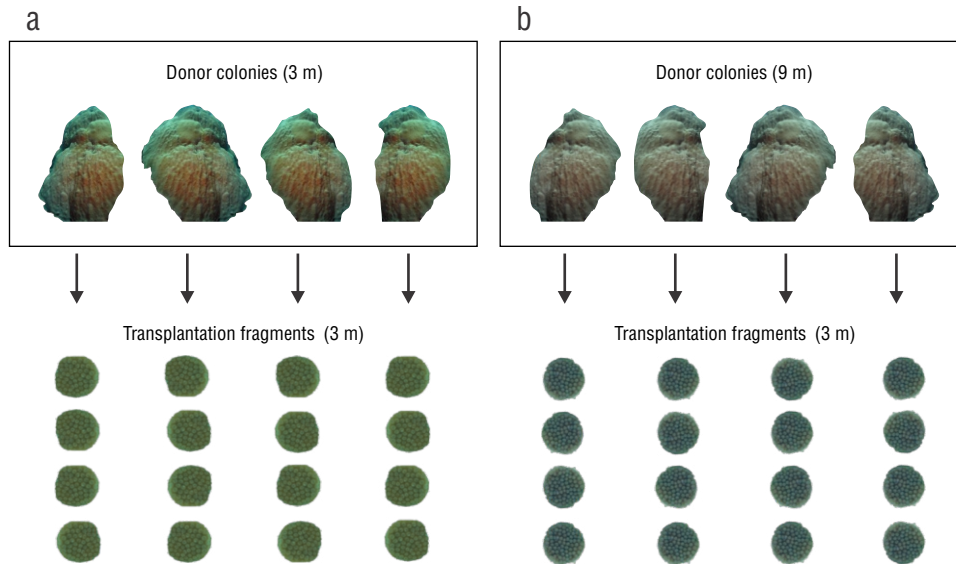 a
Donor colonies (3 m)
Transplantation fragments (3 m)
b
Donor colonies (9 m)
Transplantation fragments (3 m)